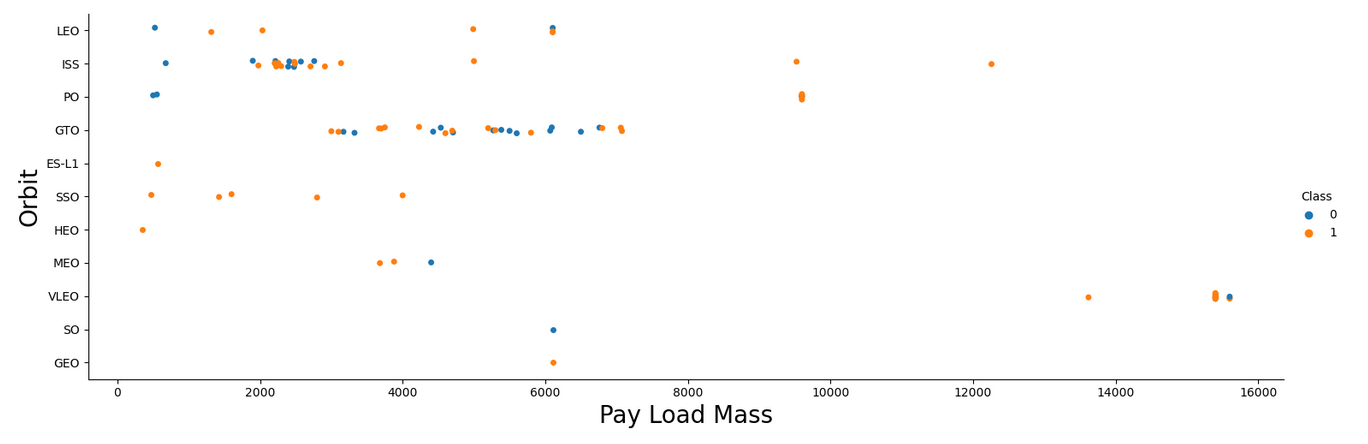 LEO
ISS
PO
GTO
ES-L1
SSO
HEO
MEO
VLEO
SO
GEO
Orbit
0 2000 4000 6000 8000 10000 12000 14000 16000
Pay Load Mass
Class
0
1